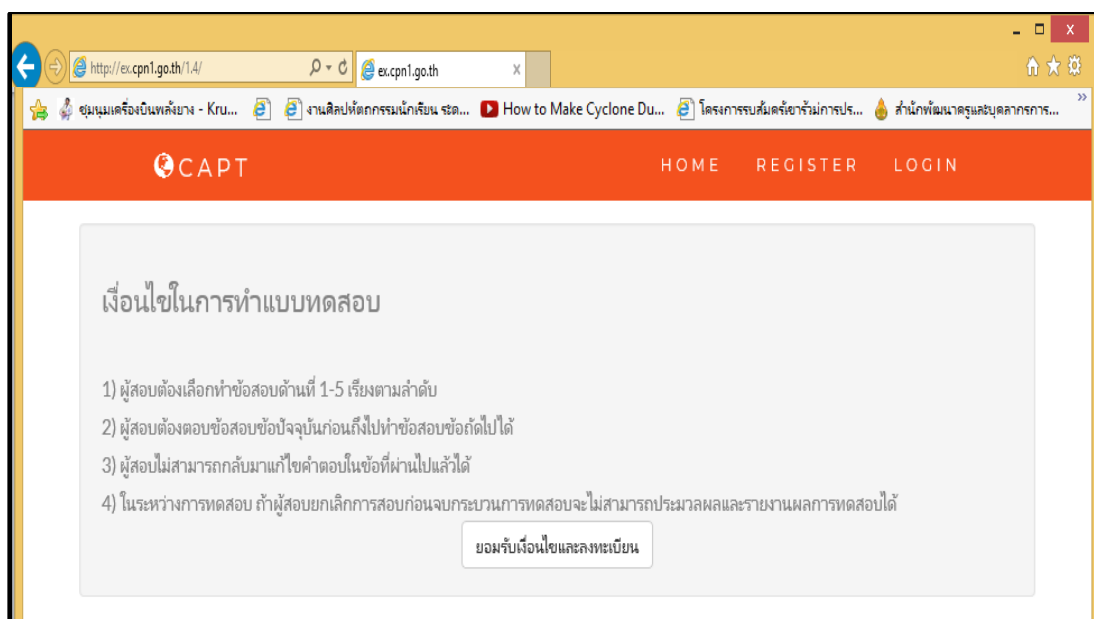 http://ex.cpn1.go.th/1.4/
ex.cpn1.go.th
ชุมนุมเครื่องบินพลังยาง - Kru...
งานศิลปหัตถกรรมนักเรียน ระด...
How to Make Cyclone Du...
โครงการรบสัมคร้เขาร้ามการปร...
สำนักพัฒนาครูและบุคลากรการ...
CAPT
HOME REGISTER LOGIN
เงื่อนไขในการทำแบบทดสอบ
1) ผู้สอบต้องเลือกทำข้อสอบด้านที่ 1-5 เรียงตามลำดับ
2) ผู้สอบต้องตอบข้อสอบข้อปัจจุบันก่อนถึงไปทำข้อสอบข้อถัดไปได้
3) ผู้สอบไม่สามารถกลับมาแก้ไขคำตอบในข้อที่ผ่านไปแล้วได้
4) ในระหว่างการทดสอบ ถ้าผู้สอบยกเลิกการสอบก่อนจบกระบวนการทดสอบจะไม่สามารถประมวลผลและรายงานผลการทดสอบได้
ยอมรับเงื่อนไขและลงทะเบียน